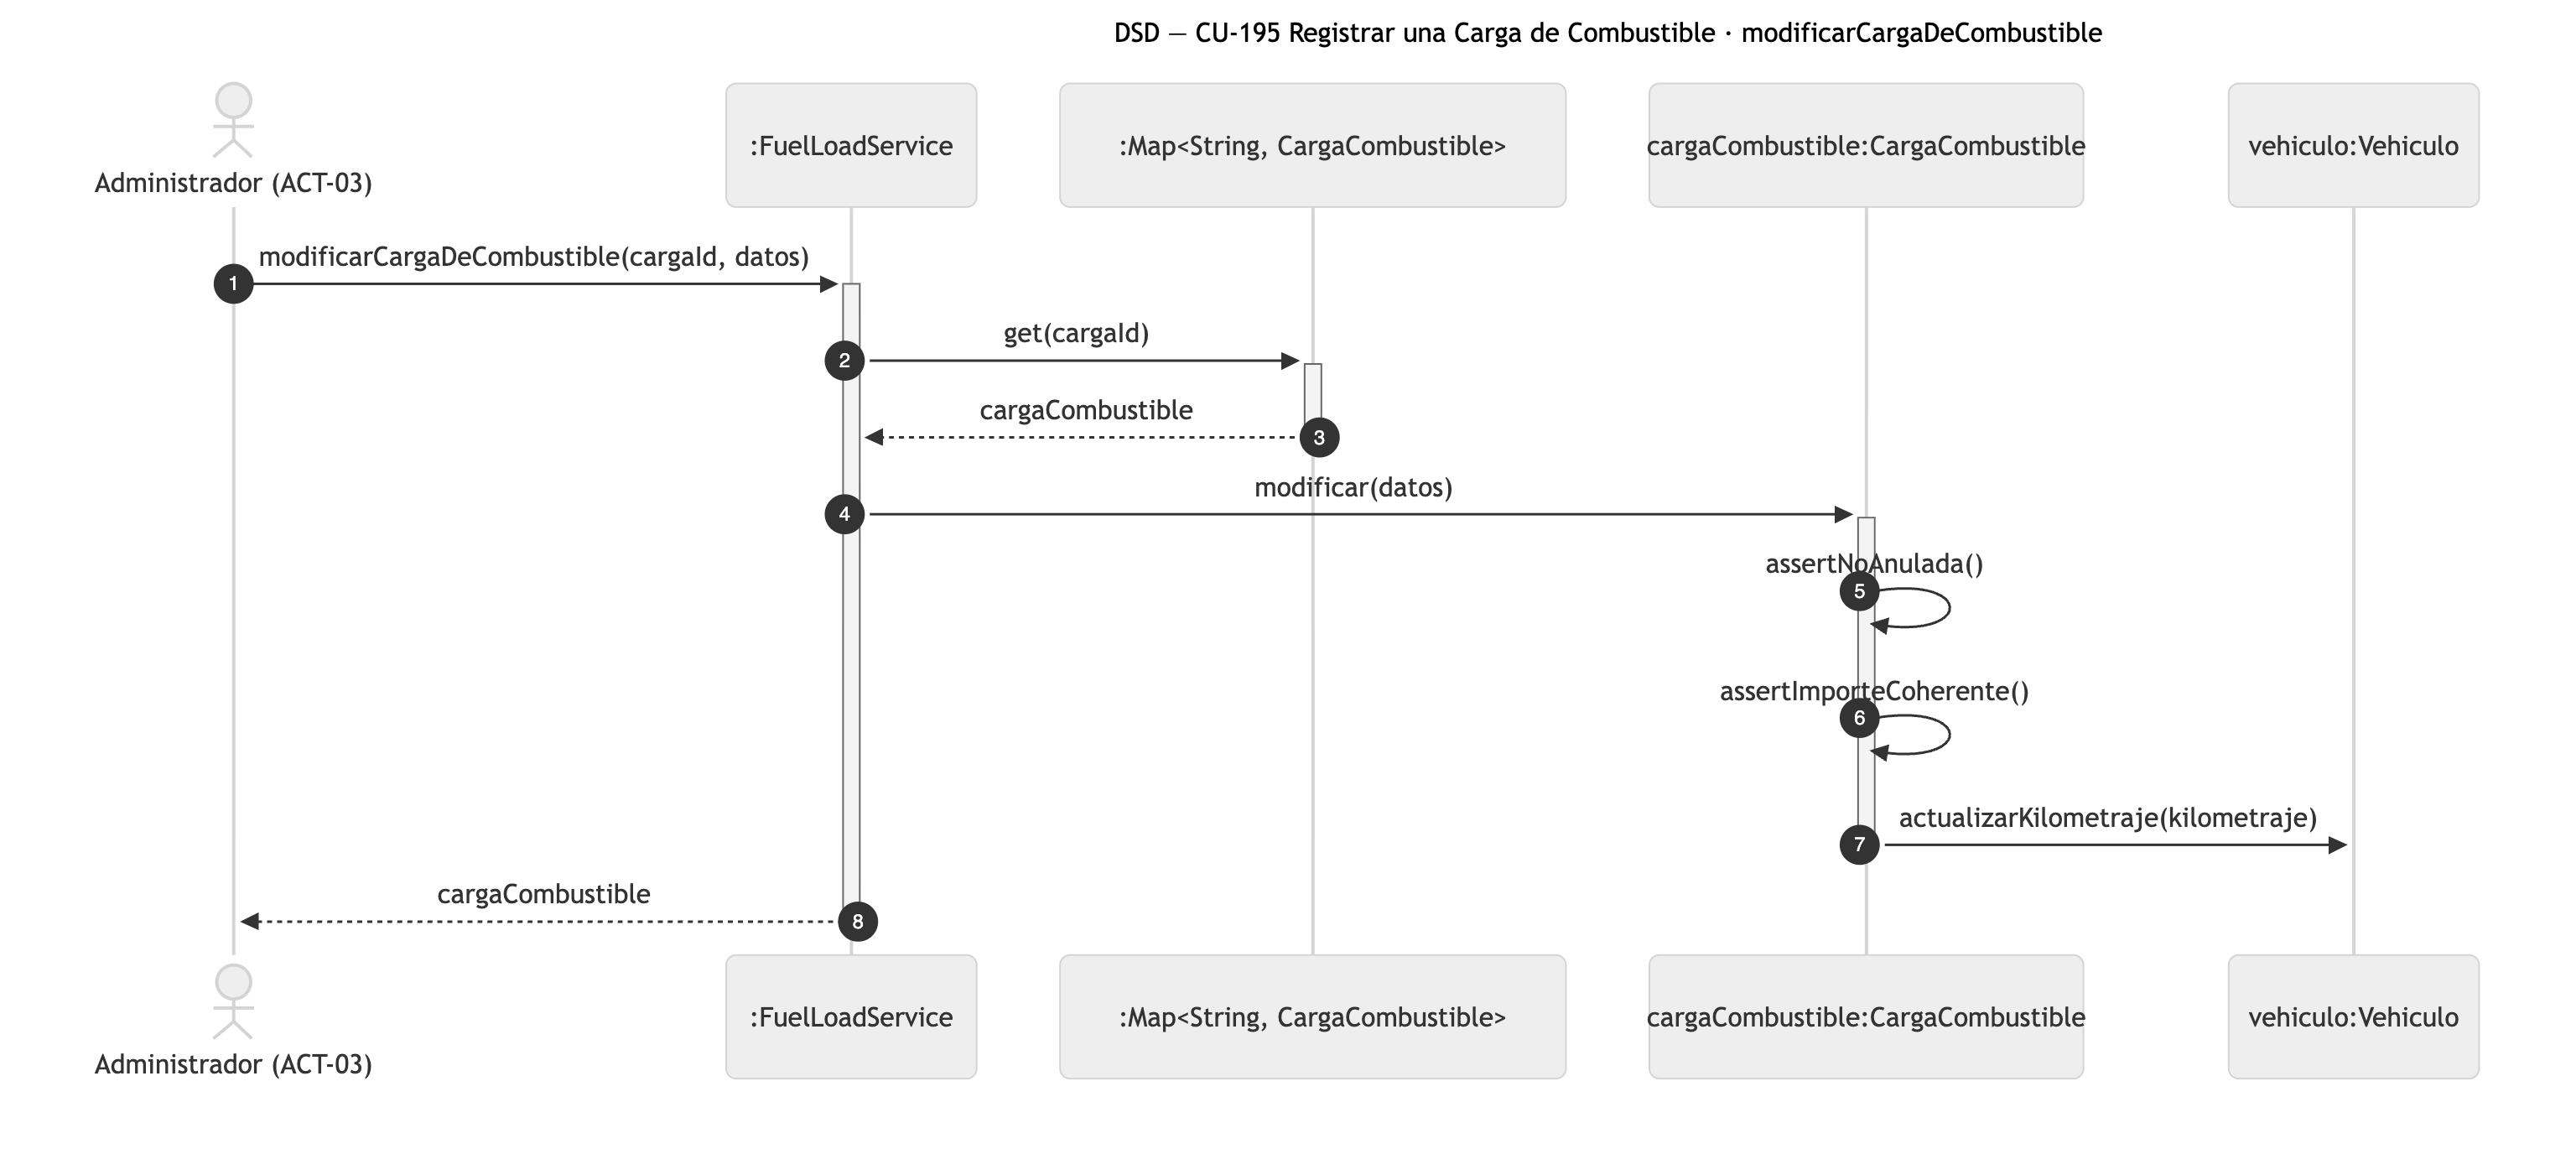 DSD — CU-195 Registrar una Carga de Combustible · modificarCargaDeCombustible
Administrador (ACT-03)
:FuelLoadService
:Map<String, CargaCombustible>
cargaCombustible:CargaCombustible
vehiculo:Vehiculo
modificarCargaDeCombustible(cargaId, datos)
1
get(cargaId)
2
cargaCombustible
3
modificar(datos)
4
assertNoAnulada()
5
assertImporteCoherente()
6
actualizarKilometraje(kilometraje)
7
cargaCombustible
8
Administrador (ACT-03)
:FuelLoadService
:Map<String, CargaCombustible>
cargaCombustible:CargaCombustible
vehiculo:Vehiculo